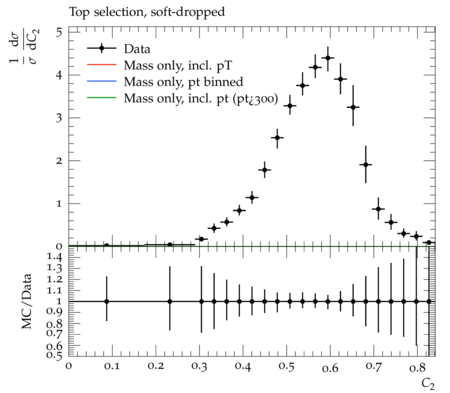 Top selection, soft-dropped
1/σ dσ/dC₂
5
Data
Mass only, incl. pT
Mass only, pt binned
Mass only, incl. pt (pt¿300)
4
3
2
1
0
MC/Data
1.4
1.3
1.2
1.1
1
0.9
0.8
0.7
0.6
0.5
0 0.1 0.2 0.3 0.4 0.5 0.6 0.7 0.8
C₂